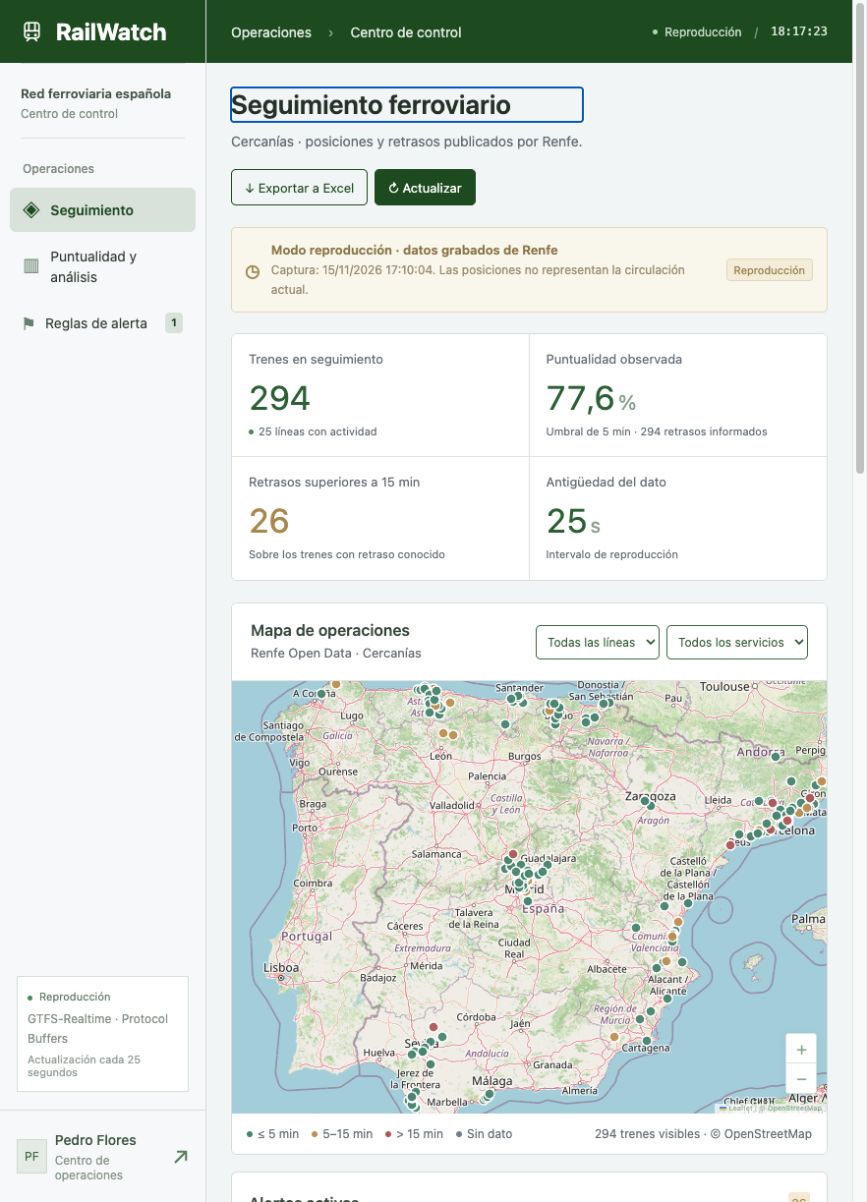 RailWatch
Operaciones › Centro de control
Reproducción / 18:17:23
Red ferroviaria española
Centro de control
Operaciones
Seguimiento
Puntualidad y
análisis
Reglas de alerta 1
Reproducción
GTFS-Realtime · Protocol
Buffers
Actualización cada 25
segundos
PF
Pedro Flores
Centro de
operaciones
Seguimiento ferroviario
Cercanías · posiciones y retrasos publicados por Renfe.
↓ Exportar a Excel
↻ Actualizar
Modo reproducción · datos grabados de Renfe
Captura: 15/11/2026 17:10:04. Las posiciones no representan la circulación
actual.
Reproducción
Trenes en seguimiento
294
25 líneas con actividad
Puntualidad observada
77,6 %
Umbral de 5 min · 294 retrasos informados
Retrasos superiores a 15 min
26
Sobre los trenes con retraso conocido
Antigüedad del dato
25 s
Intervalo de reproducción
Mapa de operaciones
Renfe Open Data · Cercanías
Todas las líneas
Todos los servicios
Santander
Donostia /
San Sebastián
Toulouse
Pau
Lugo
Santiago
de Compostela
Galicia
León
Burgos
Navarra /
Nafarroa
Andorra
Perpig
Vigo
Ourense
Palencia
Braga
Valladolid
Castilla
y León
Zaragoza
Lleida
Aragón
Porto
Salamanca
Guadalajara
Madrid
Castelló
de la Plana /
Castellón
de la Plana
Coimbra
España
Talavera
de la Reina
Cáceres
Palma
Portugal
Extremadura
Ciudad
Real
Lisboa
Mérida
Badajoz
Albacete
Alacant /
Alicante
Córdoba
Jaén
Región de
Murcia
Huelva
Andalucía
Cartagena
Granada
Jerez de
la Frontera
Málaga
Almería
Marbella
+
−
Leaflet | © OpenStreetMap
≤ 5 min
5–15 min
> 15 min
Sin dato
294 trenes visibles · © OpenStreetMap
Alertas activas
26